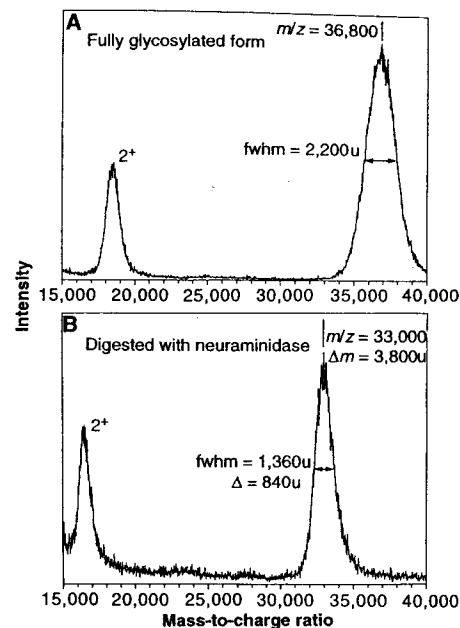 A
Fully glycosylated form
m/z = 36,800
fwhm = 2,200u
2+
15,000 20,000 25,000 30,000 35,000 40,000
Intensity
B
Digested with neuraminidase
m/z = 33,000
Δm = 3,800u
2+
fwhm = 1,360u
Δ = 840u
15,000 20,000 25,000 30,000 35,000 40,000
Mass-to-charge ratio